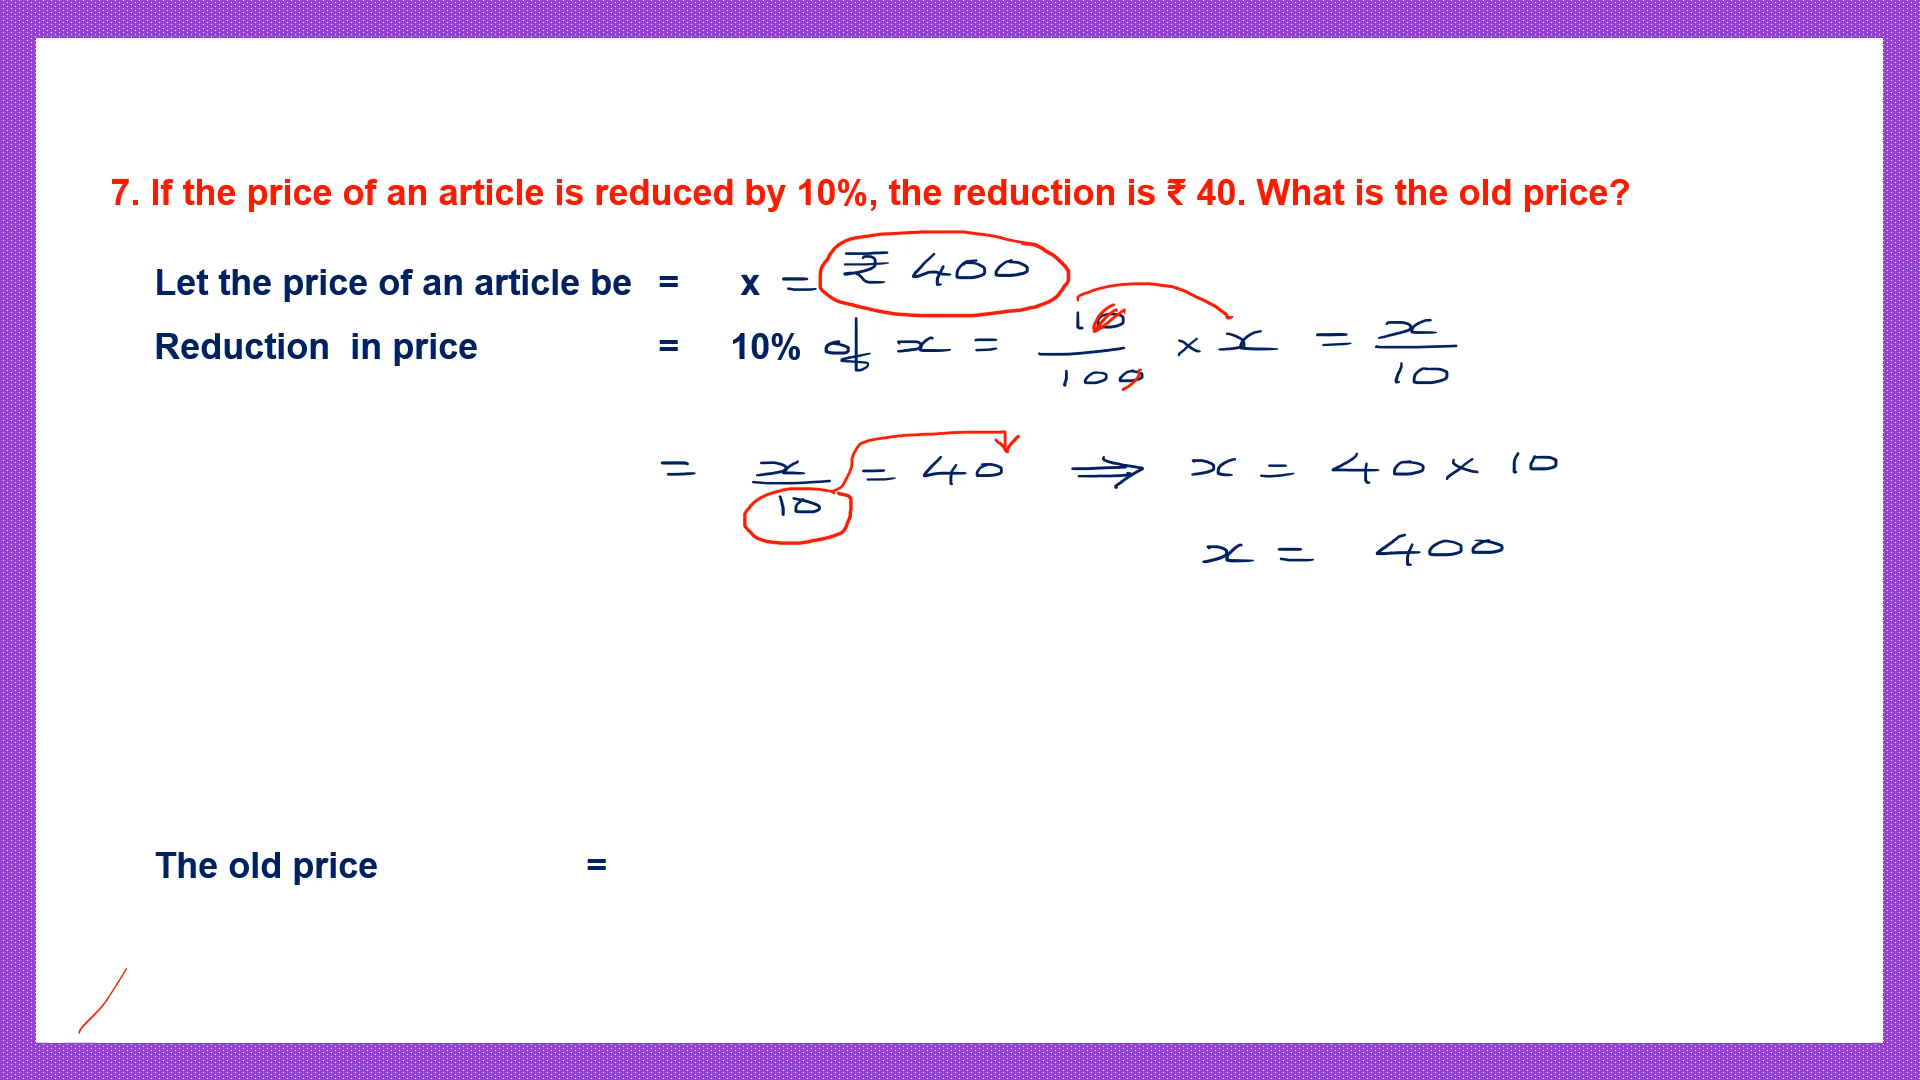 7. If the price of an article is reduced by 10%, the reduction is ₹ 40. What is the old price?
Let the price of an article be = x = ₹ 400
Reduction in price = 10% of x = 10/100 × x = x/10
= x/10 = 40 ⇒ x = 40 × 10
x = 400
The old price =